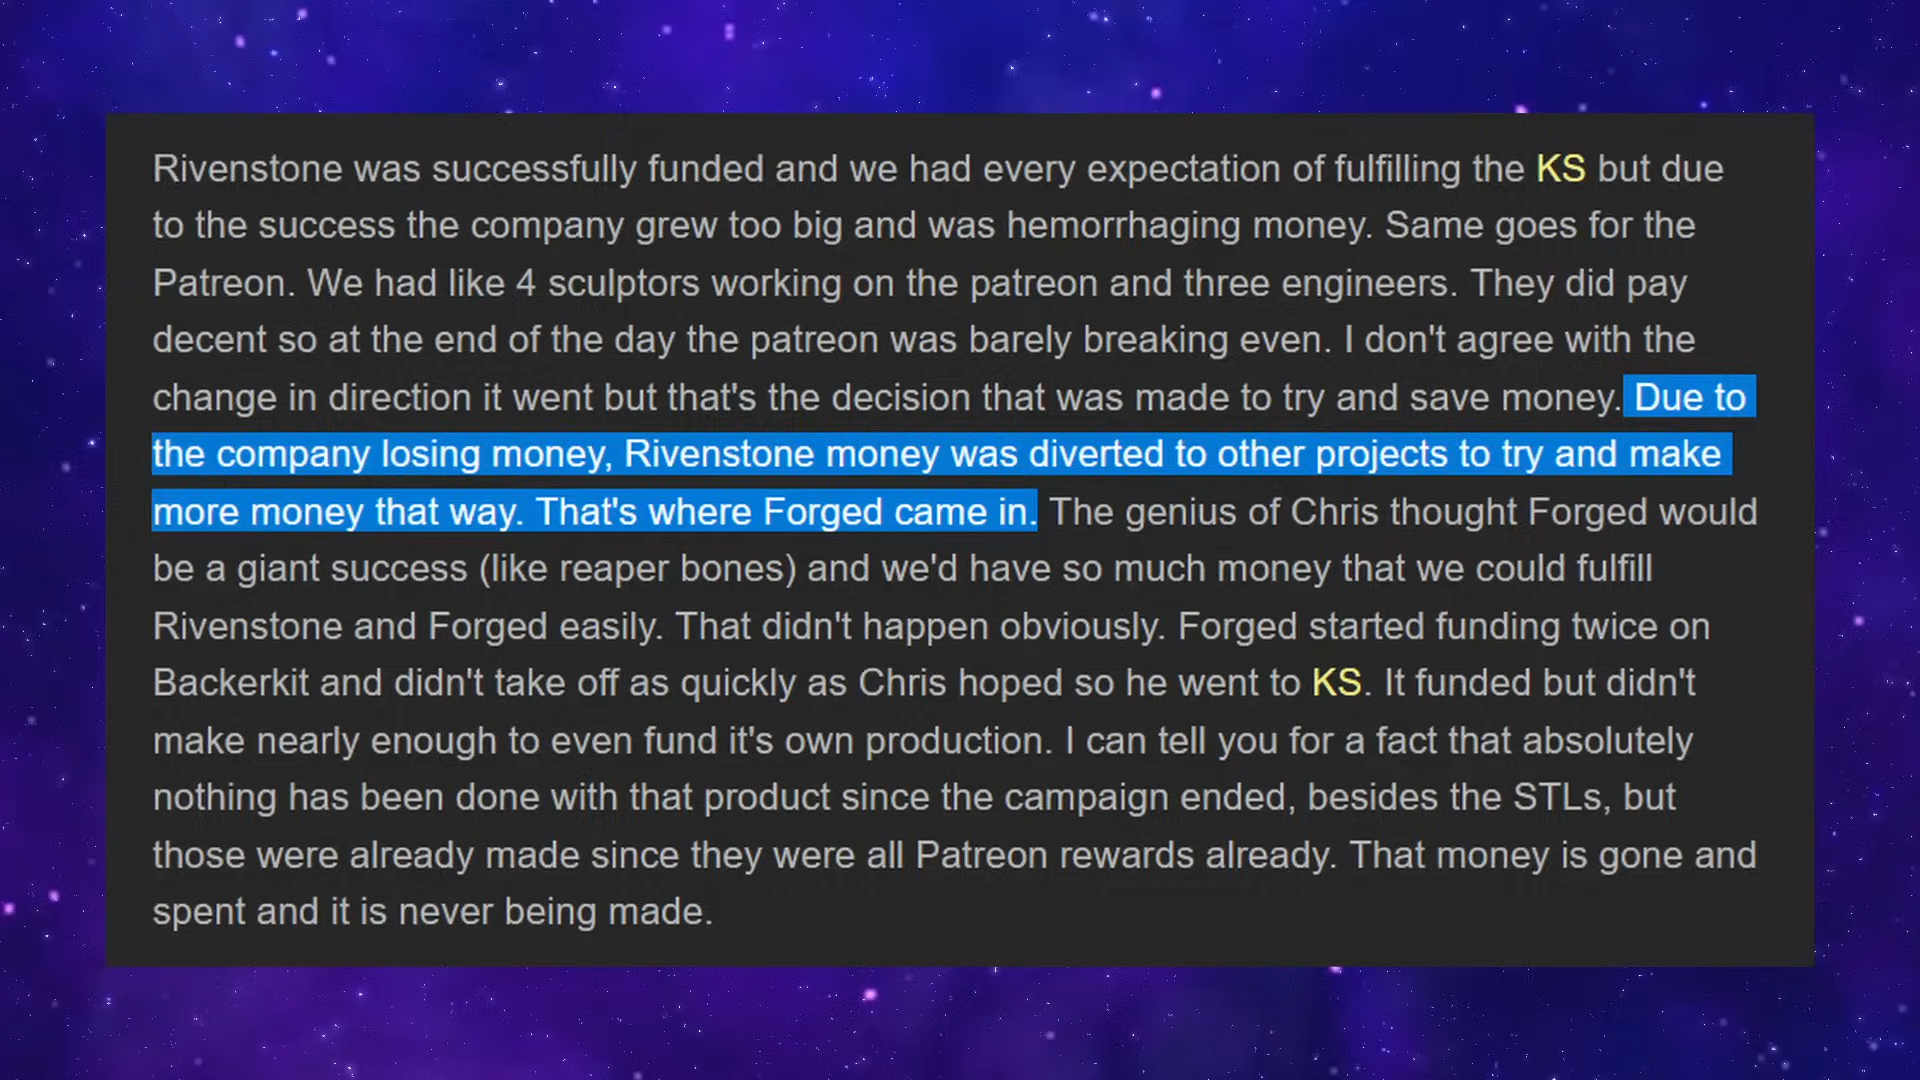 Rivenstone was successfully funded and we had every expectation of fulfilling the KS but due
to the success the company grew too big and was hemorrhaging money. Same goes for the
Patreon. We had like 4 sculptors working on the patreon and three engineers. They did pay
decent so at the end of the day the patreon was barely breaking even. I don't agree with the
change in direction it went but that's the decision that was made to try and save money. Due to
the company losing money, Rivenstone money was diverted to other projects to try and make
more money that way. That's where Forged came in. The genius of Chris thought Forged would
be a giant success (like reaper bones) and we'd have so much money that we could fulfill
Rivenstone and Forged easily. That didn't happen obviously. Forged started funding twice on
Backerkit and didn't take off as quickly as Chris hoped so he went to KS. It funded but didn't
make nearly enough to even fund it's own production. I can tell you for a fact that absolutely
nothing has been done with that product since the campaign ended, besides the STLs, but
those were already made since they were all Patreon rewards already. That money is gone and
spent and it is never being made.